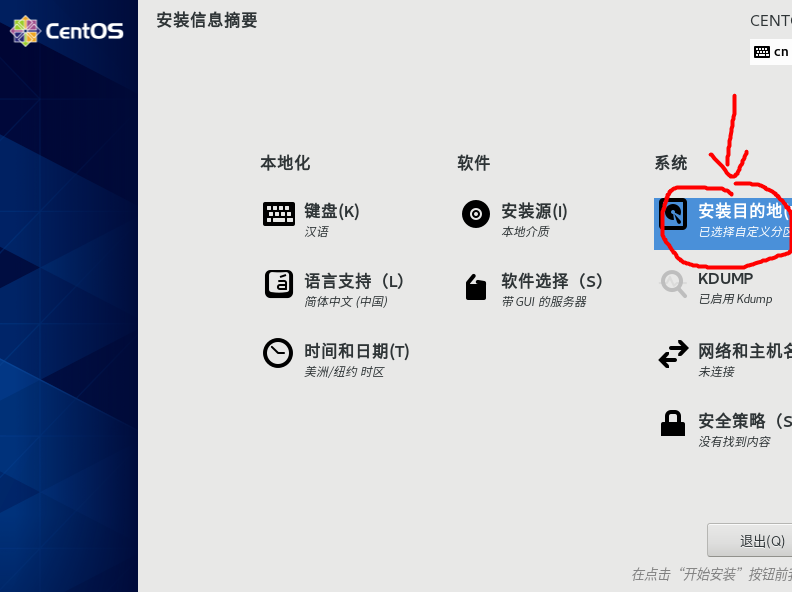 CentOS
安装信息摘要
CENTO
cn
本地化
键盘(K)
汉语
语言支持（L）
简体中文 (中国)
时间和日期(T)
美洲/纽约 时区
软件
安装源(I)
本地介质
软件选择（S）
带 GUI 的服务器
系统
安装目的地(
已选择自定义分区
KDUMP
已启用 Kdump
网络和主机名
未连接
安全策略（S
没有找到内容
退出(Q)
在点击“开始安装”按钮前我